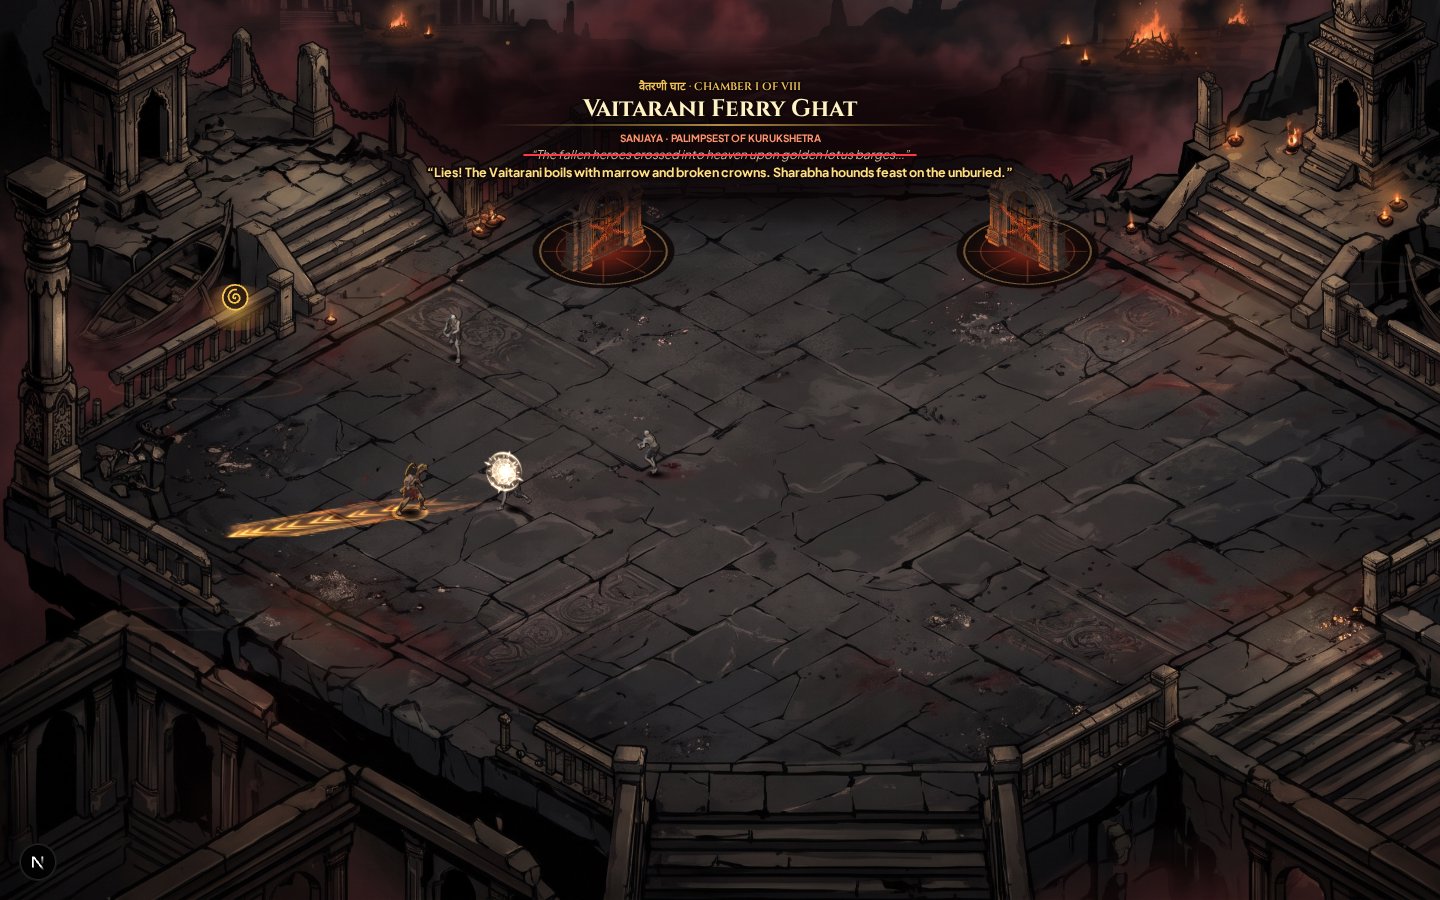 वैतरणी घाट · CHAMBER I OF VIII
VAITARANI FERRY GHAT
SANJAYA · PALIMPSEST OF KURUKSHETRA
“The fallen heroes crossed into heaven upon golden lotus barges...”
“Lies! The Vaitarani boils with marrow and broken crowns. Sharabha hounds feast on the unburied.”
N